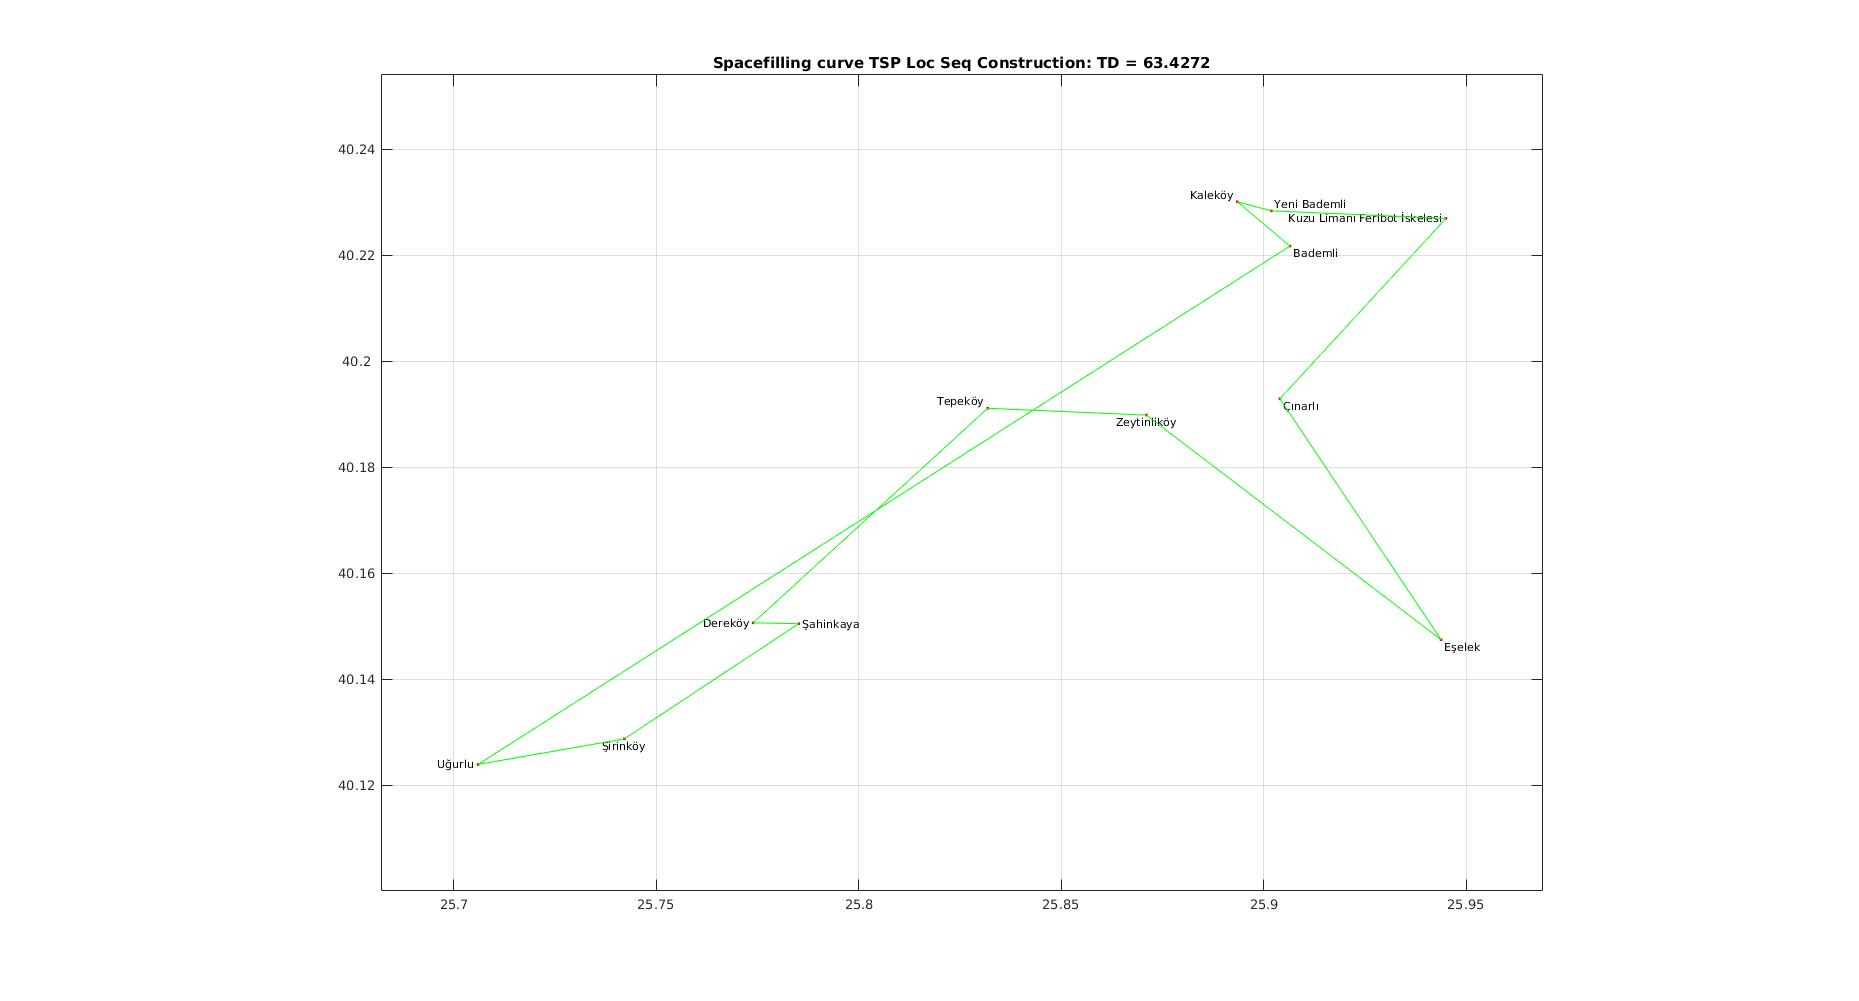 Spacefilling curve TSP Loc Seq Construction: TD = 63.4272
40.24
Kaleköy
Yeni Bademli
Kuzu Limanı Feribot İskelesi
40.22
Bademli
40.2
Tepeköy
Çınarlı
Zeytinliköy
40.18
40.16
Dereköy
Şahinkaya
Eşelek
40.14
Şirinköy
Uğurlu
40.12
25.7
25.75
25.8
25.85
25.9
25.95